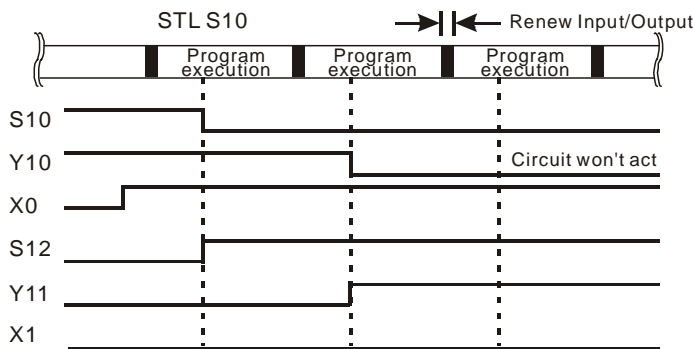 STL S10
Renew Input/Output
Program execution
Program execution
Program execution
S10
Y10
Circuit won't act
X0
S12
Y11
X1